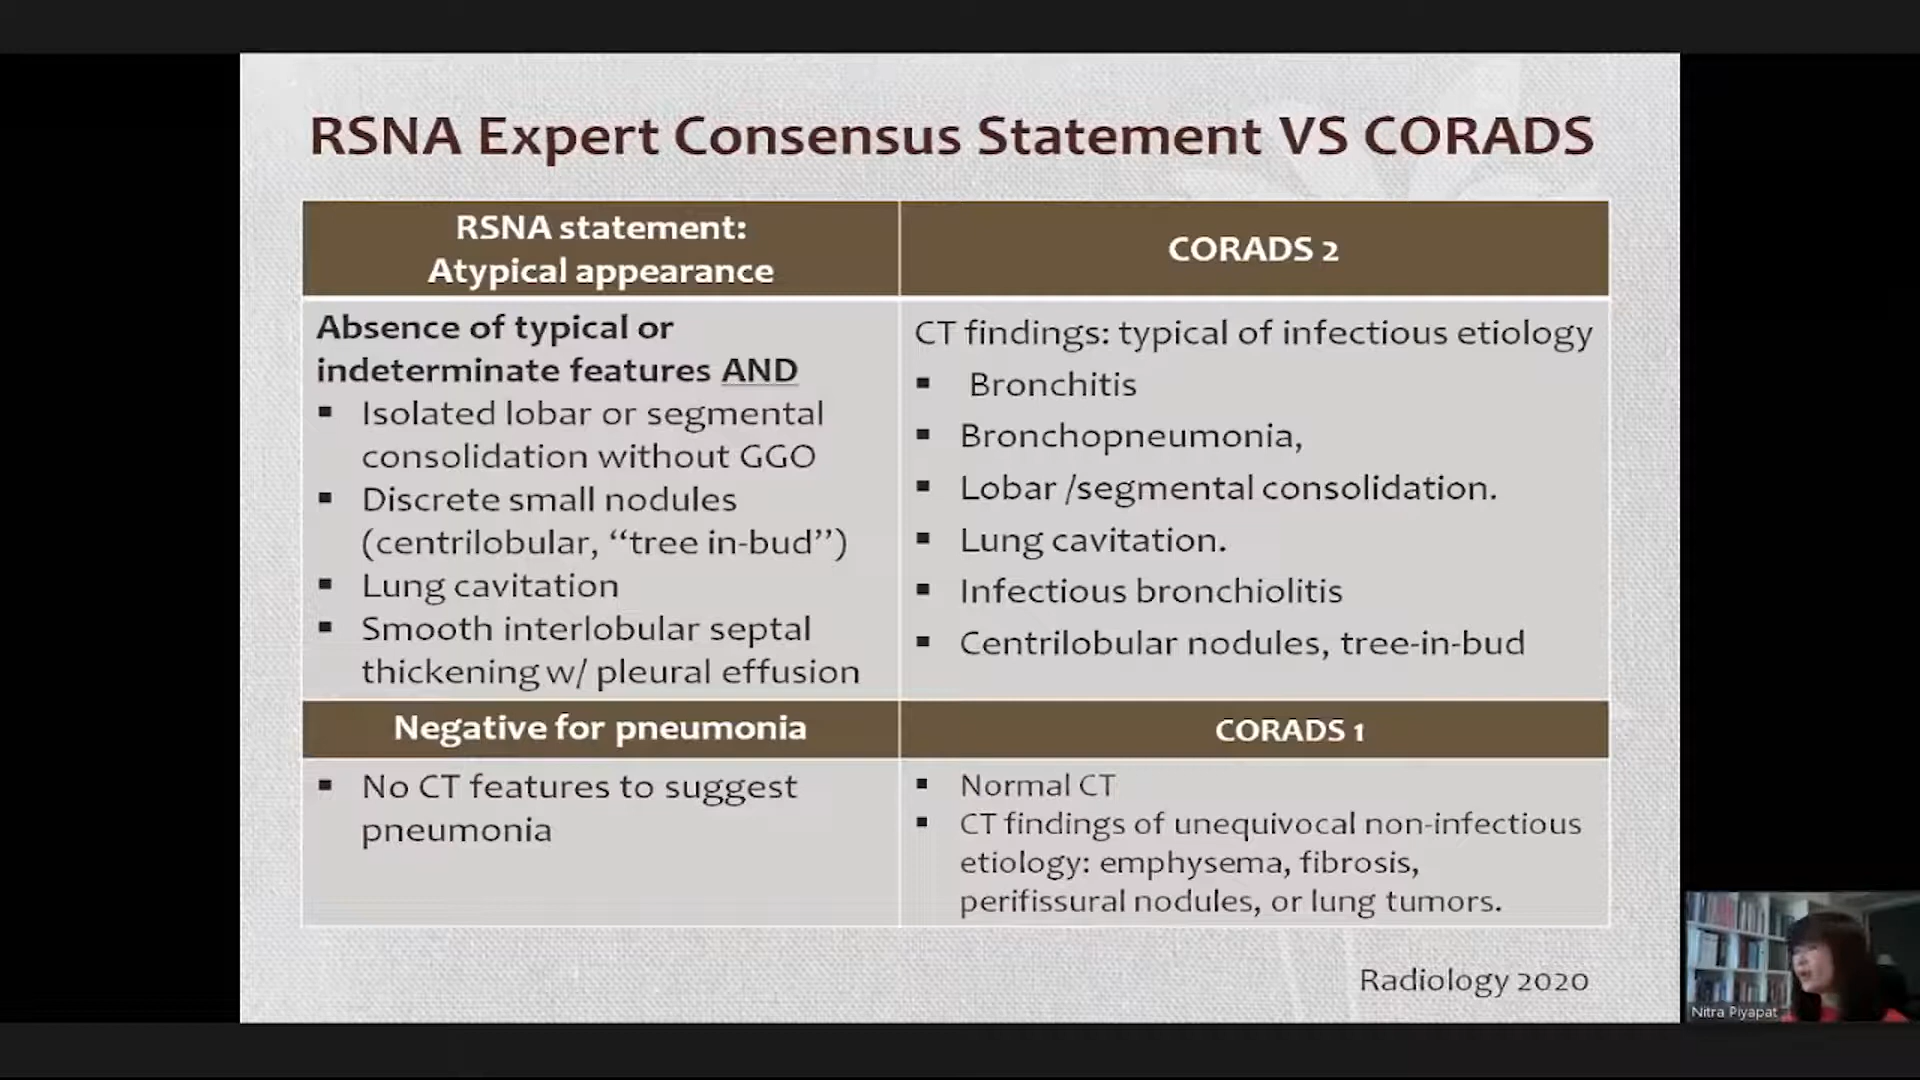 RSNA Expert Consensus Statement VS CORADS
RSNA statement:
Atypical appearance
CORADS 2
Absence of typical or
indeterminate features AND
▪ Isolated lobar or segmental
consolidation without GGO
▪ Discrete small nodules
(centrilobular, “tree in-bud”)
▪ Lung cavitation
▪ Smooth interlobular septal
thickening w/ pleural effusion
CT findings: typical of infectious etiology
▪ Bronchitis
▪ Bronchopneumonia,
▪ Lobar /segmental consolidation.
▪ Lung cavitation.
▪ Infectious bronchiolitis
▪ Centrilobular nodules, tree-in-bud
Negative for pneumonia
CORADS 1
▪ No CT features to suggest
pneumonia
▪ Normal CT
▪ CT findings of unequivocal non-infectious
etiology: emphysema, fibrosis,
perifissural nodules, or lung tumors.
Radiology 2020
Nitra Piyapat